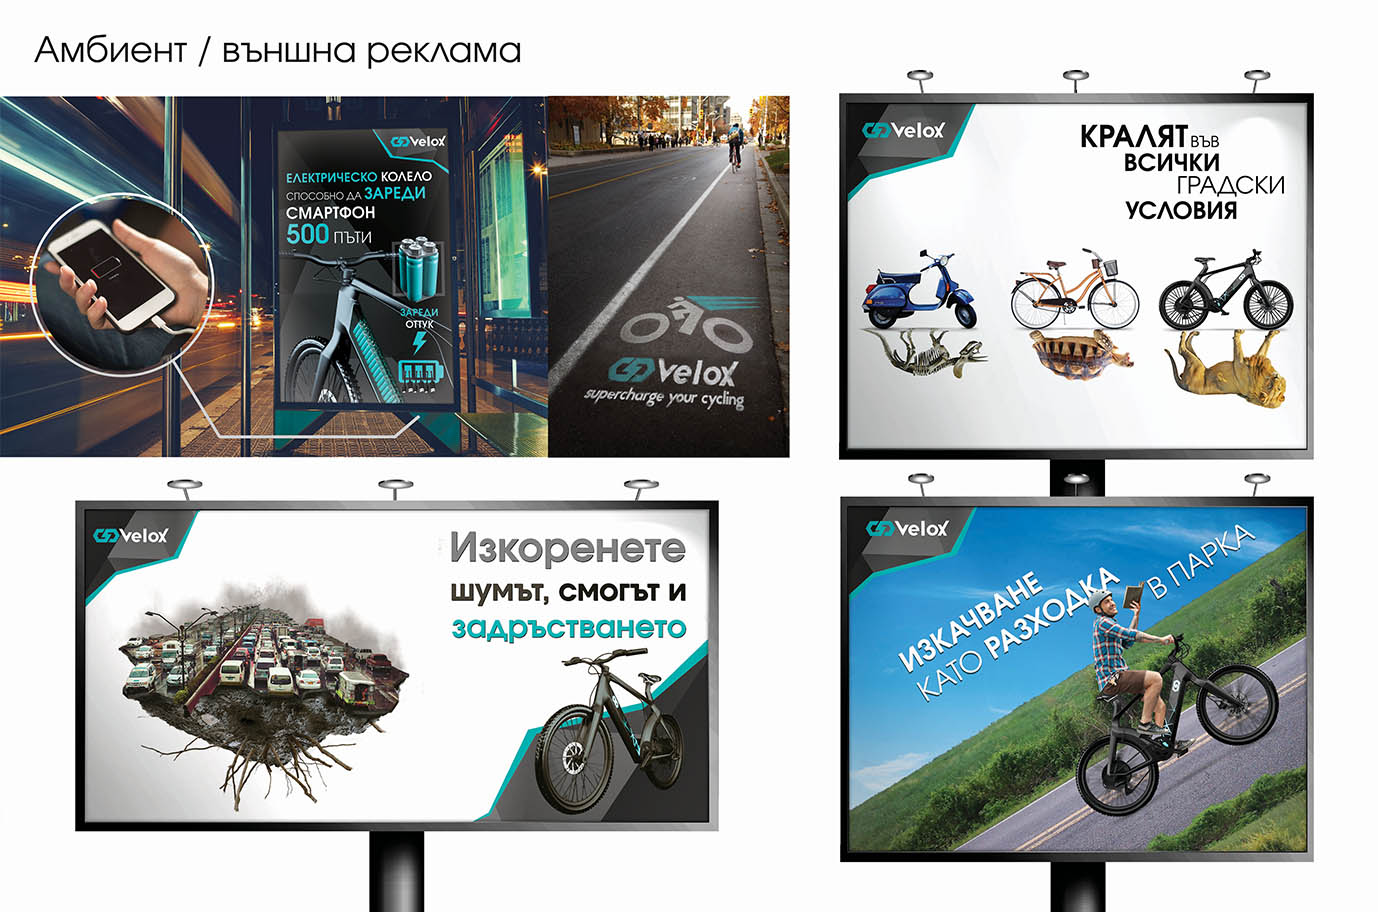 Амбиент / външна реклама
velox
ЕЛЕКТРИЧЕСКО КОЛЕЛО
СПОСОБНО ДА ЗАРЕДИ
СМАРТФОН
500 ПЪТИ
ЗАРЕДИ
ОТТУК
velox
supercharge your cycling
velox
КРАЛЯТ ВЪВ
ВСИЧКИ
ГРАДСКИ
УСЛОВИЯ
velox
Изкоренете
шумът, смогът и
задръстването
velox
ИЗКАЧВАНЕ
КАТО РАЗХОДКА В ПАРКА